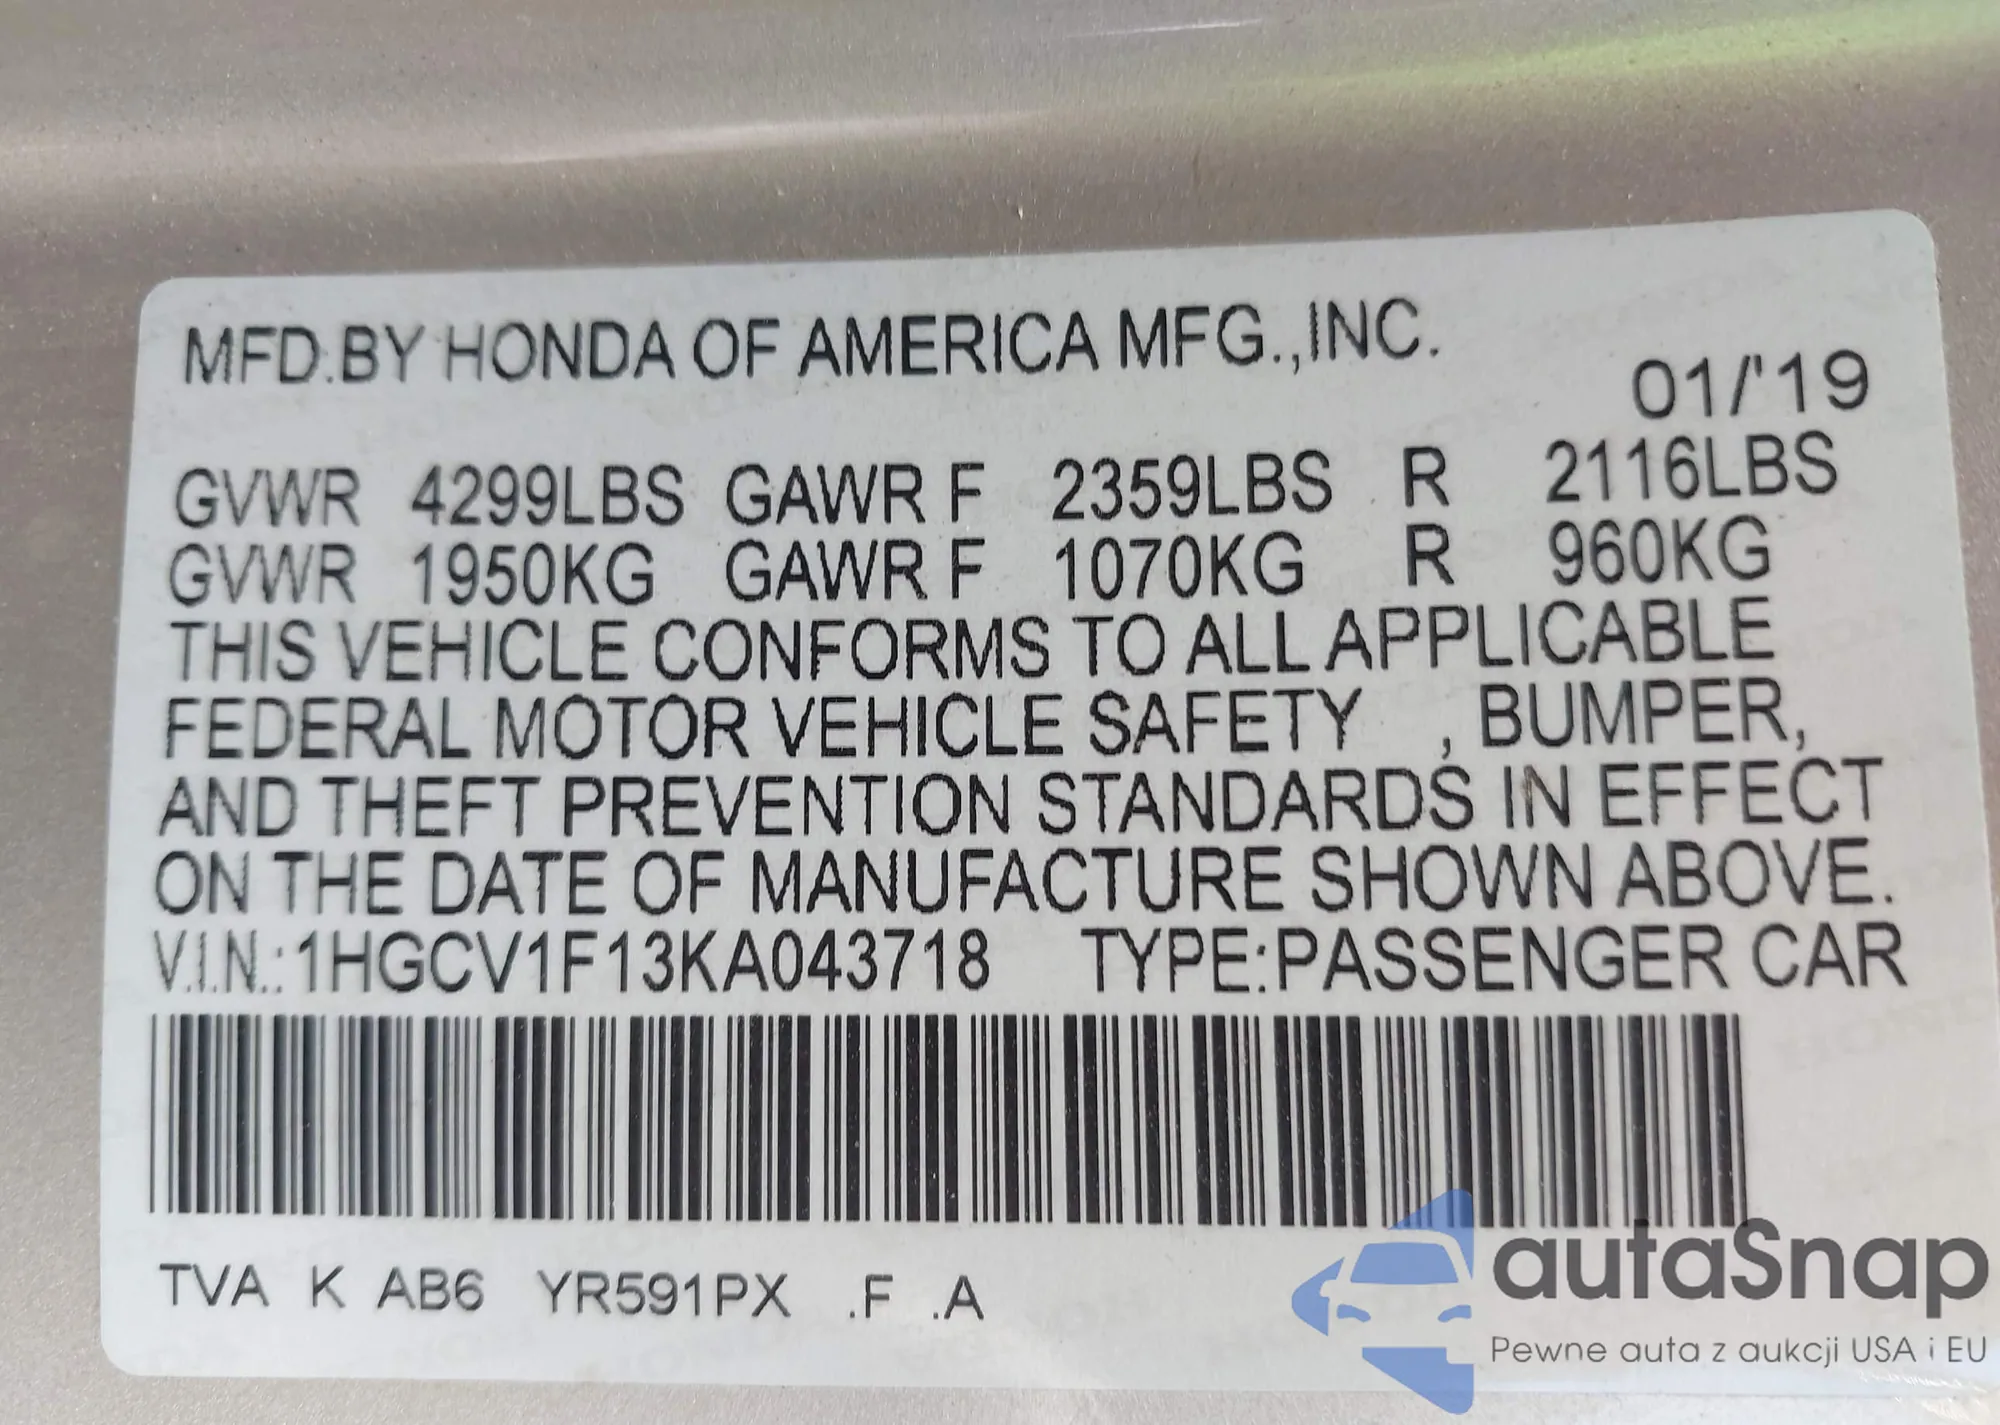 MFD.BY HONDA OF AMERICA MFG.,INC.
01/'19
GVWR 4299LBS GAWR F 2359LBS R 2116LBS
GVWR 1950KG GAWR F 1070KG R 960KG
THIS VEHICLE CONFORMS TO ALL APPLICABLE
FEDERAL MOTOR VEHICLE SAFETY , BUMPER,
AND THEFT PREVENTION STANDARDS IN EFFECT
ON THE DATE OF MANUFACTURE SHOWN ABOVE.
V.I.N.:1HGCV1F13KA043718 TYPE:PASSENGER CAR
TVA K AB6 YR591PX .F .A
autaSnap
Pewne auta z aukcji USA i EU